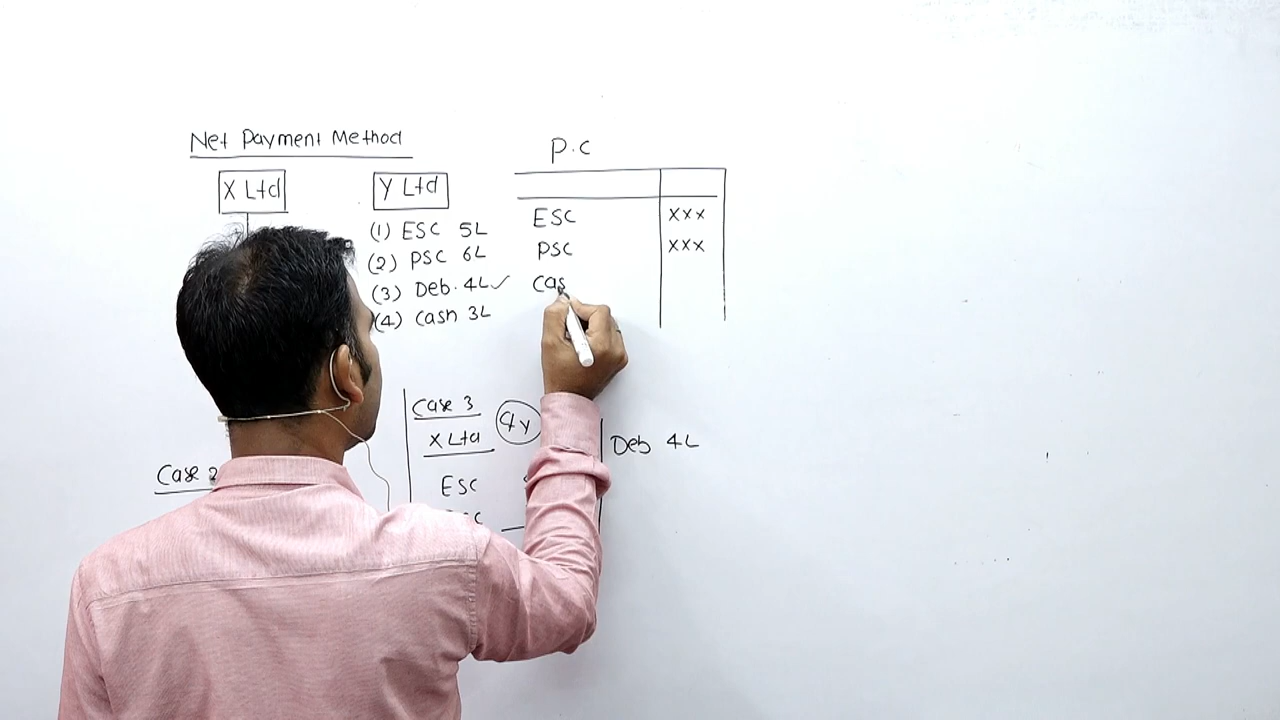 Net Payment Method
X Ltd
Y Ltd
(1) ESC 5L
(2) PSC 6L
(3) Deb. 4L ✓
(4) Cash 3L
P.C
ESC xxx
PSC xxx
Cas
Case 2
Case 3
X Ltd
ESC
Deb 4L